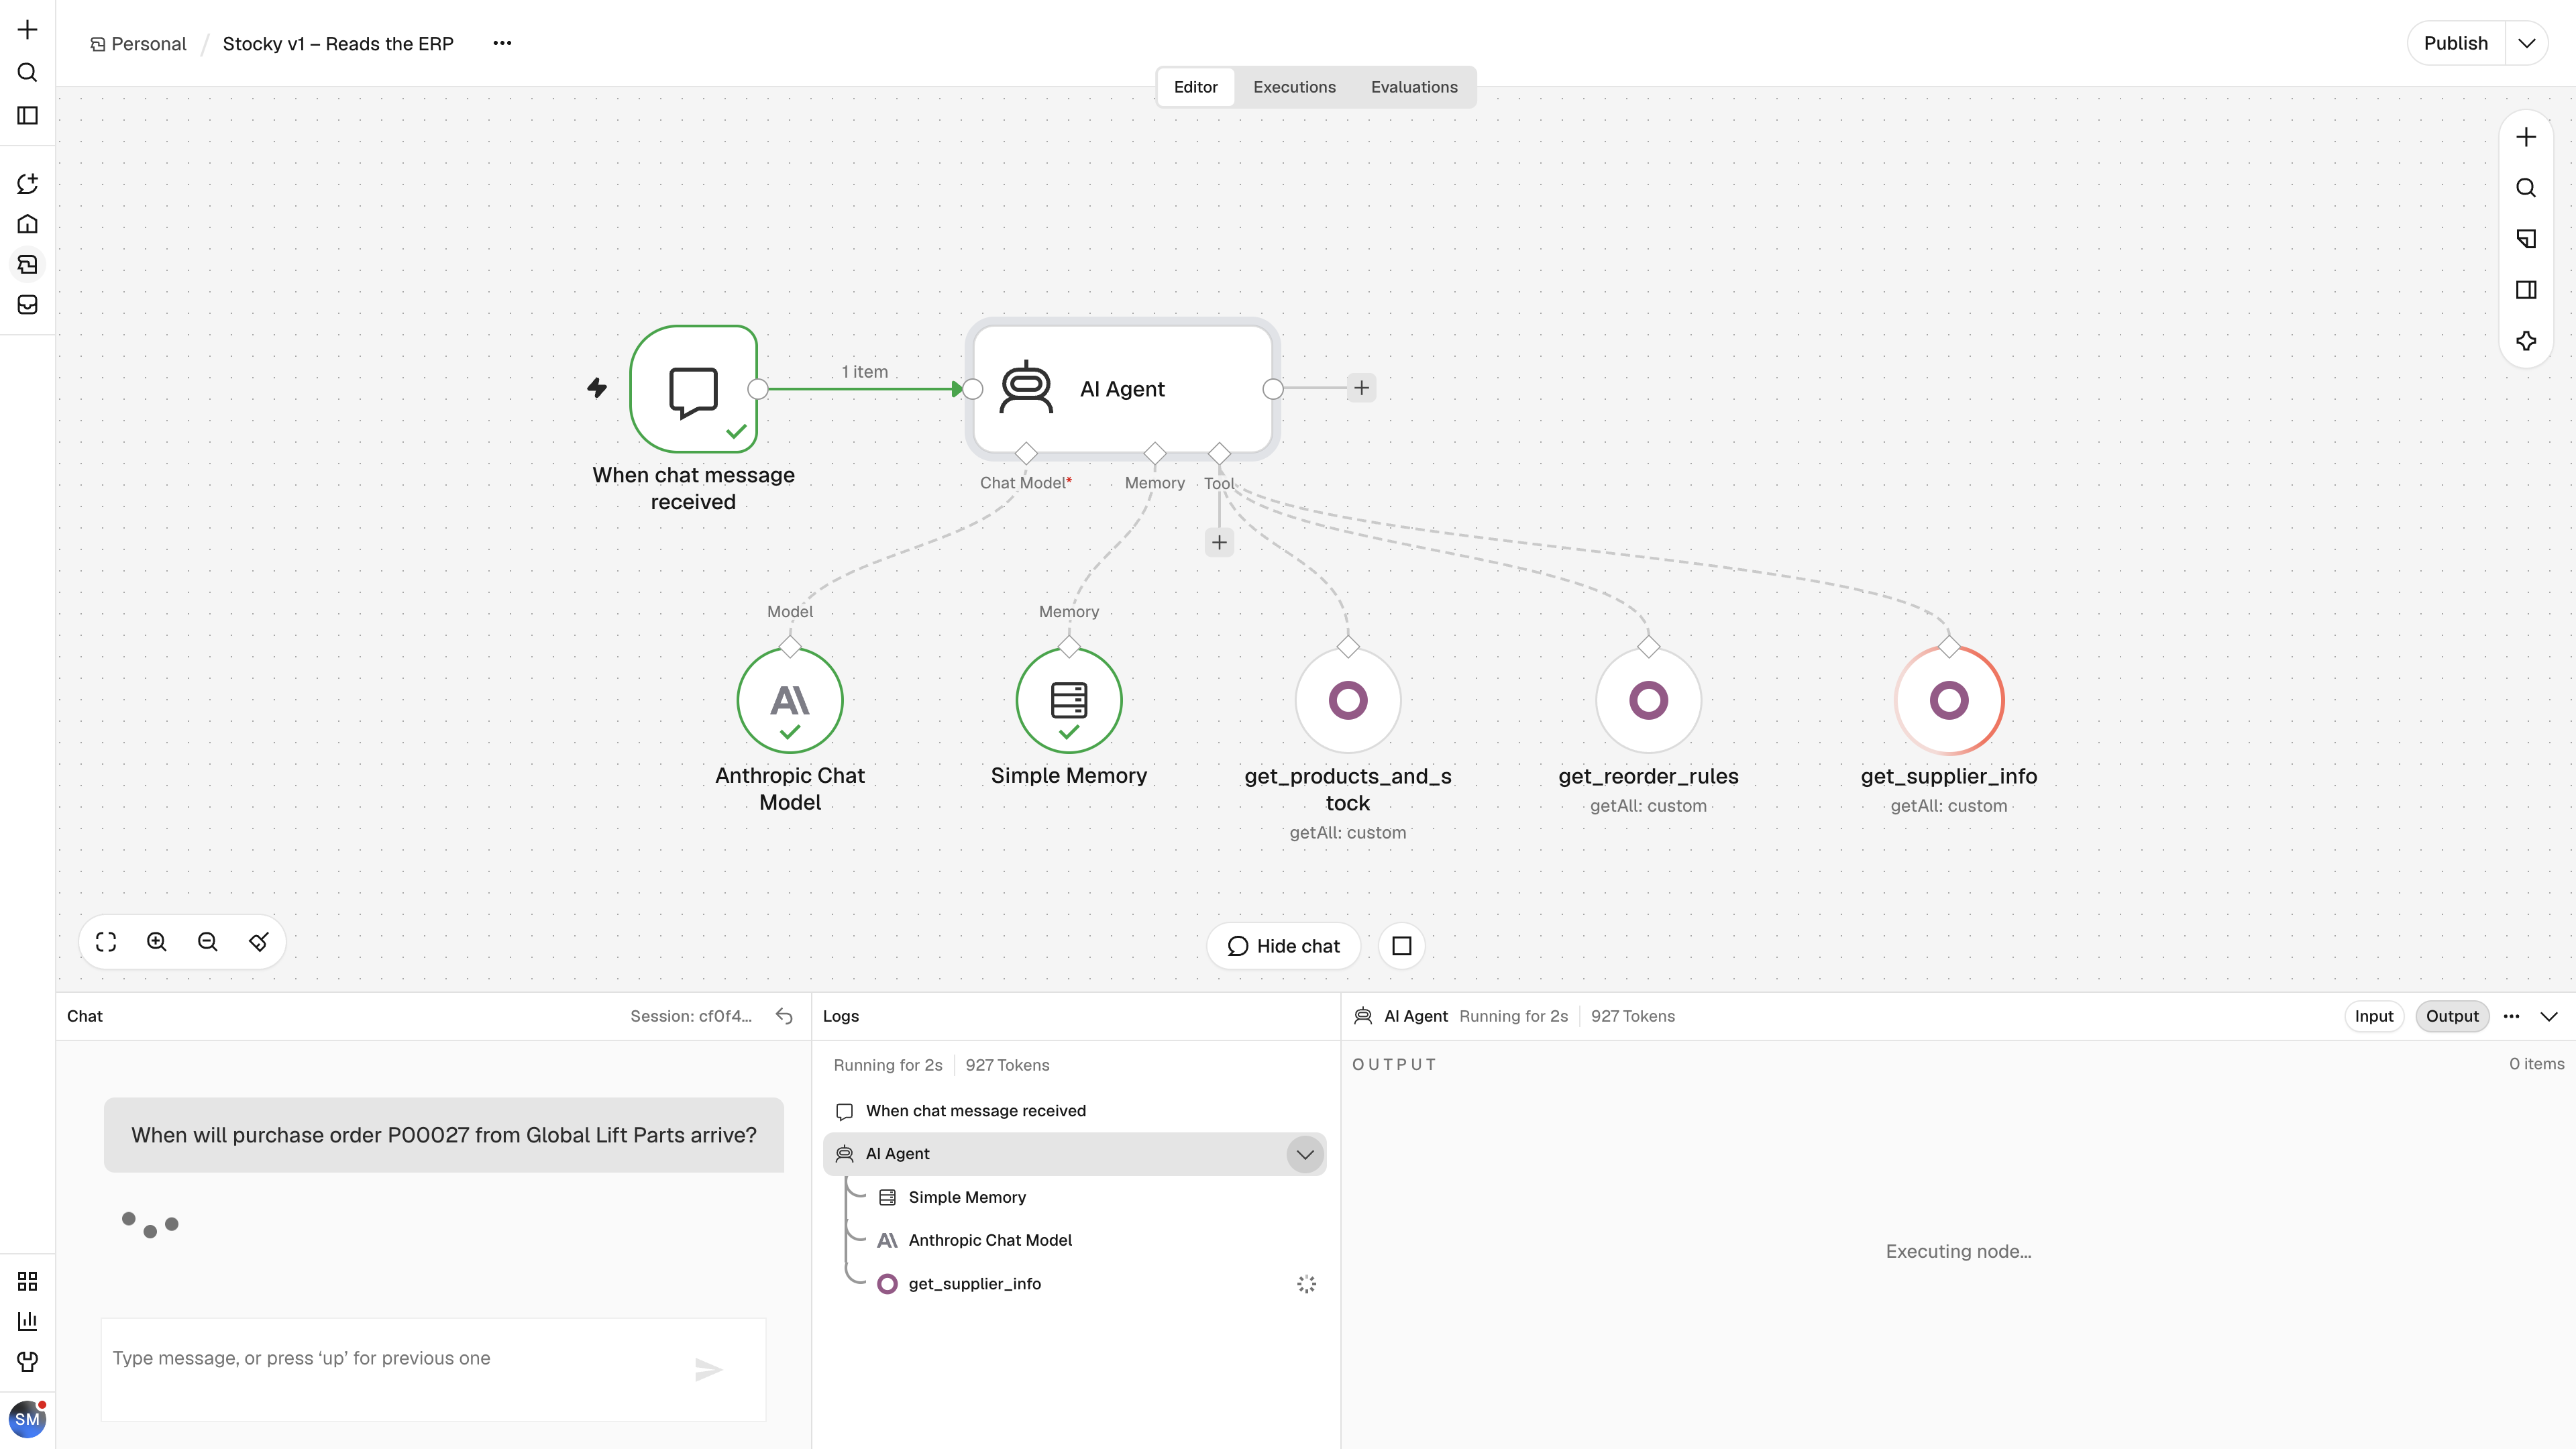 Personal / Stocky v1 – Reads the ERP
Publish
Editor Executions Evaluations
1 item
AI Agent
When chat message
received
Chat Model*
Memory
Tool
Model
Memory
Anthropic Chat
Model
Simple Memory
get_products_and_s
tock
getAll: custom
get_reorder_rules
getAll: custom
get_supplier_info
getAll: custom
Hide chat
Chat
Session: cf0f4...
Logs
AI Agent Running for 2s 927 Tokens
Input Output
Running for 2s 927 Tokens
OUTPUT
0 items
When chat message received
When will purchase order P00027 from Global Lift Parts arrive?
AI Agent
Simple Memory
Anthropic Chat Model
get_supplier_info
Executing node...
Type message, or press ‘up’ for previous one
SM